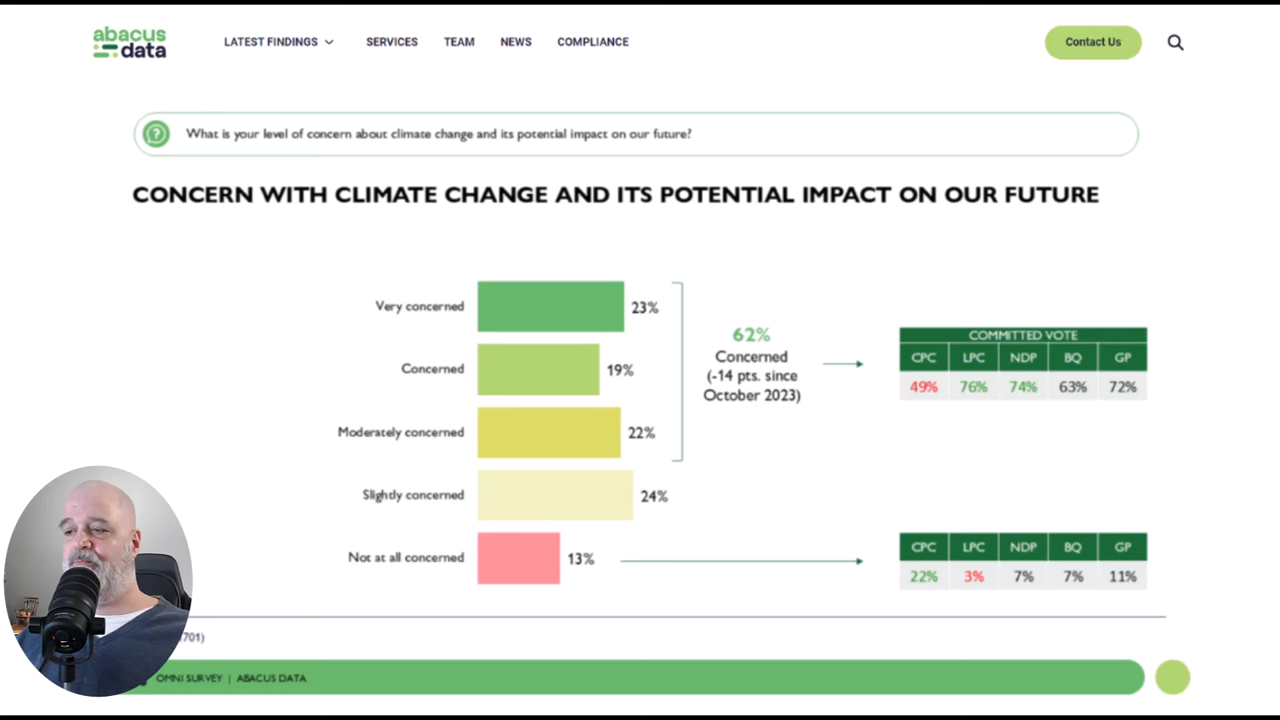 abacus
data
LATEST FINDINGS
SERVICES
TEAM
NEWS
COMPLIANCE
Contact Us
What is your level of concern about climate change and its potential impact on our future?
CONCERN WITH CLIMATE CHANGE AND ITS POTENTIAL IMPACT ON OUR FUTURE
Very concerned 23%
Concerned 19%
Moderately concerned 22%
Slightly concerned 24%
Not at all concerned 13%
62%
Concerned
(-14 pts. since
October 2023)
COMMITTED VOTE
CPC LPC NDP BQ GP
49% 76% 74% 63% 72%
CPC LPC NDP BQ GP
22% 3% 7% 7% 11%
701)
OMNI SURVEY | ABACUS DATA